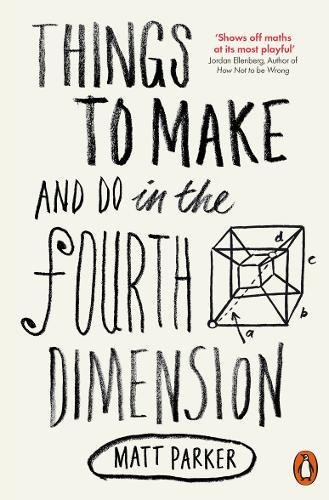 THINGS
'Shows off maths
at its most playful'
Jordan Ellenberg, Author of
How Not to be Wrong
TO MAKE
AND DO in the
fOURTH
d
c
b
a
DIMENSION
MATT PARKER